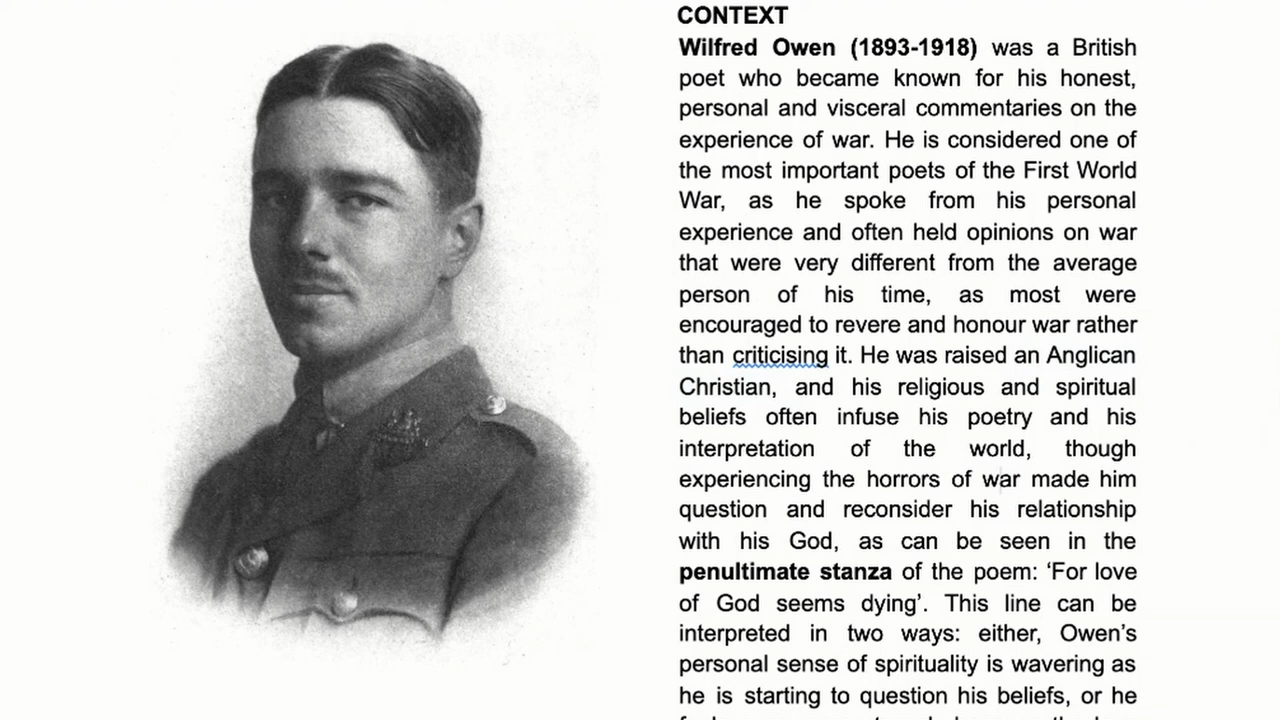 CONTEXT
Wilfred Owen (1893-1918) was a British
poet who became known for his honest,
personal and visceral commentaries on the
experience of war. He is considered one of
the most important poets of the First World
War, as he spoke from his personal
experience and often held opinions on war
that were very different from the average
person of his time, as most were
encouraged to revere and honour war rather
than criticising it. He was raised an Anglican
Christian, and his religious and spiritual
beliefs often infuse his poetry and his
interpretation of the world, though
experiencing the horrors of war made him
question and reconsider his relationship
with his God, as can be seen in the
penultimate stanza of the poem: ‘For love
of God seems dying’. This line can be
interpreted in two ways: either, Owen’s
personal sense of spirituality is wavering as
he is starting to question his beliefs, or he